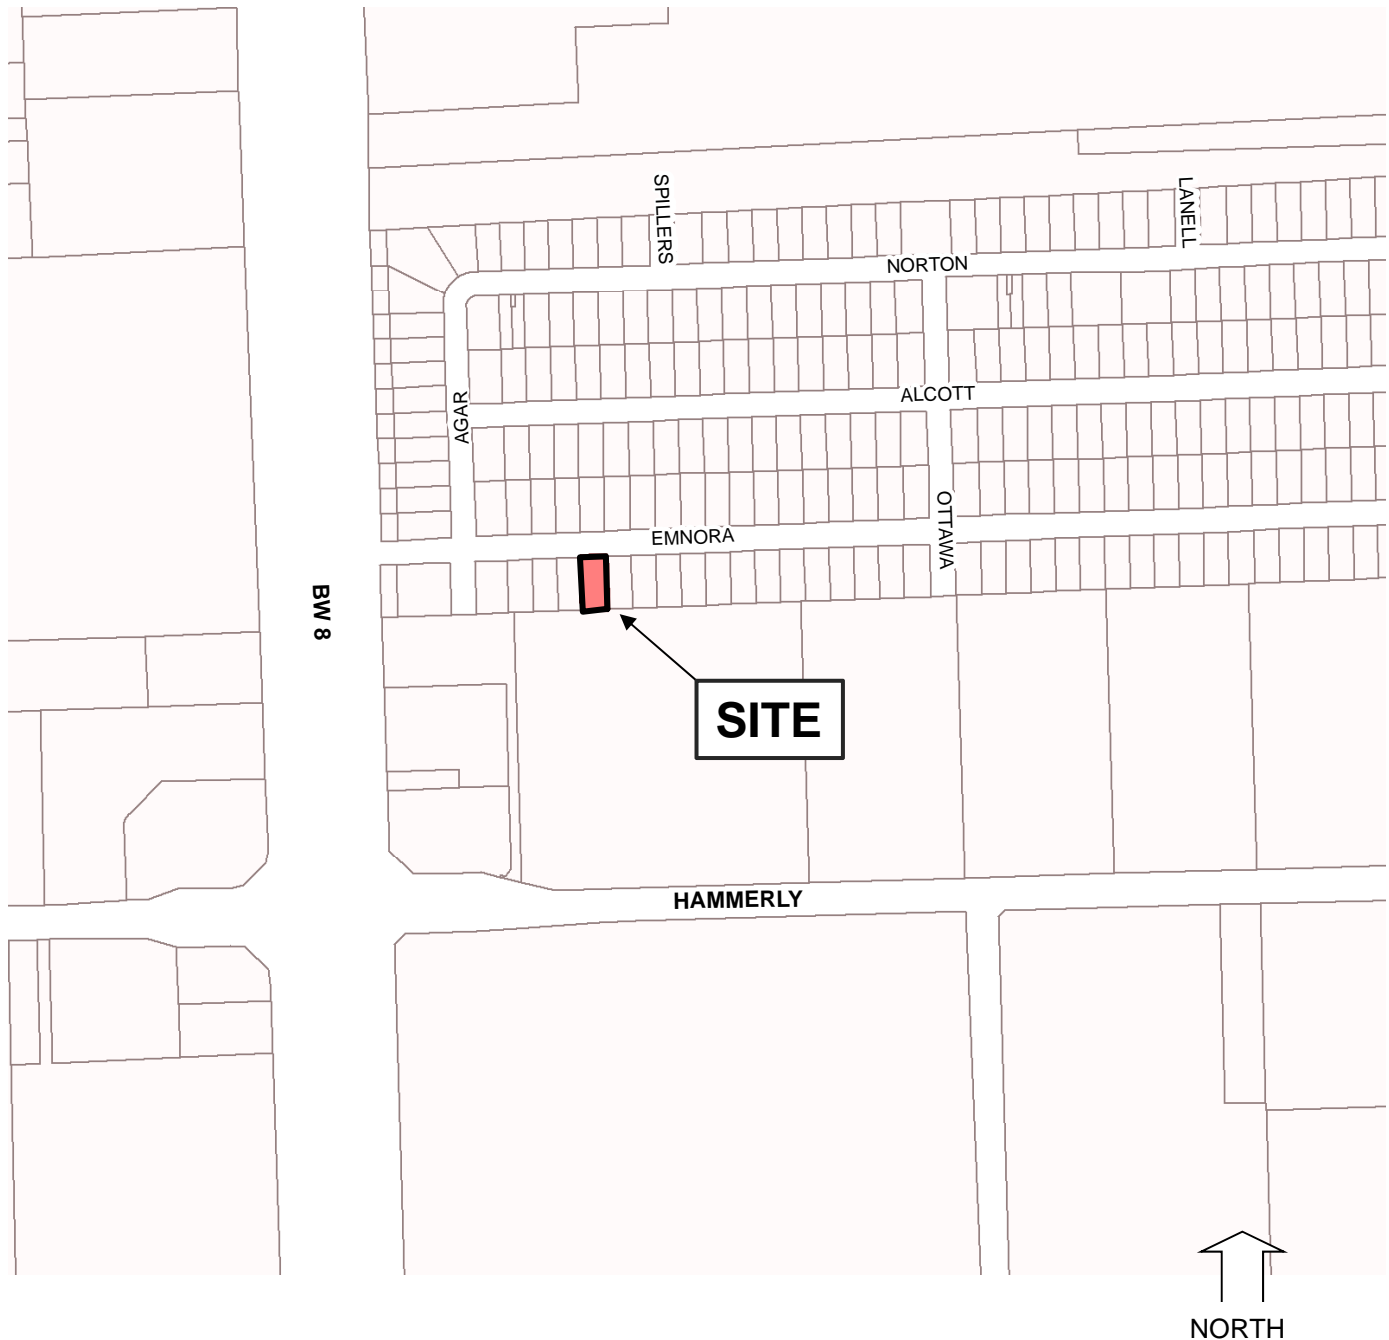 SPILLERS
LANELL
NORTON
AGAR
ALCOTT
OTTAWA
EMNORA
BW 8
SITE
HAMMERLY
NORTH